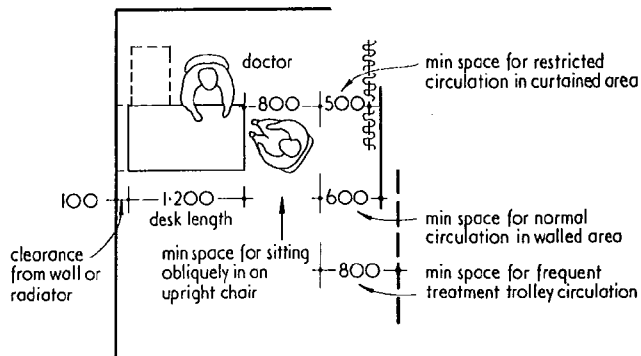 doctor
min space for restricted
circulation in curtained area
800
500
100
1·200
600
desk length
min space for normal
circulation in walled area
clearance
from wall or
radiator
min space for sitting
obliquely in an
upright chair
800
min space for frequent
treatment trolley circulation